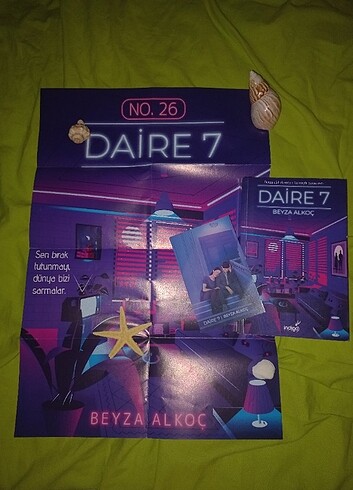 NO. 26
DAİRE 7
Sen bırak
tutunmayı,
dünya bizi
sarmalar.
BEYZA ALKOÇ
DAİRE 7
BEYZA ALKOÇ
indigo
DAİRE 7 | BEYZA ALKOÇ